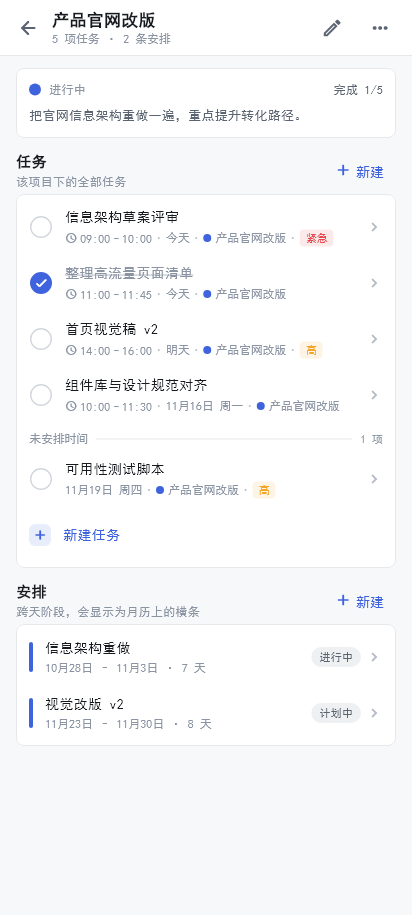 产品官网改版
5 项任务 · 2 条安排
进行中 完成 1/5
把官网信息架构重做一遍，重点提升转化路径。
任务
该项目下的全部任务
+ 新建
信息架构草案评审
09:00–10:00 · 今天 · 产品官网改版 · 紧急
整理高流量页面清单
11:00–11:45 · 今天 · 产品官网改版
首页视觉稿 v2
14:00–16:00 · 明天 · 产品官网改版 · 高
组件库与设计规范对齐
10:00–11:30 · 11月16日 周一 · 产品官网改版
未安排时间 1 项
可用性测试脚本
11月19日 周四 · 产品官网改版 · 高
+ 新建任务
安排
跨天阶段，会显示为月历上的横条
+ 新建
信息架构重做
10月28日 – 11月3日 · 7 天
进行中
视觉改版 v2
11月23日 – 11月30日 · 8 天
计划中